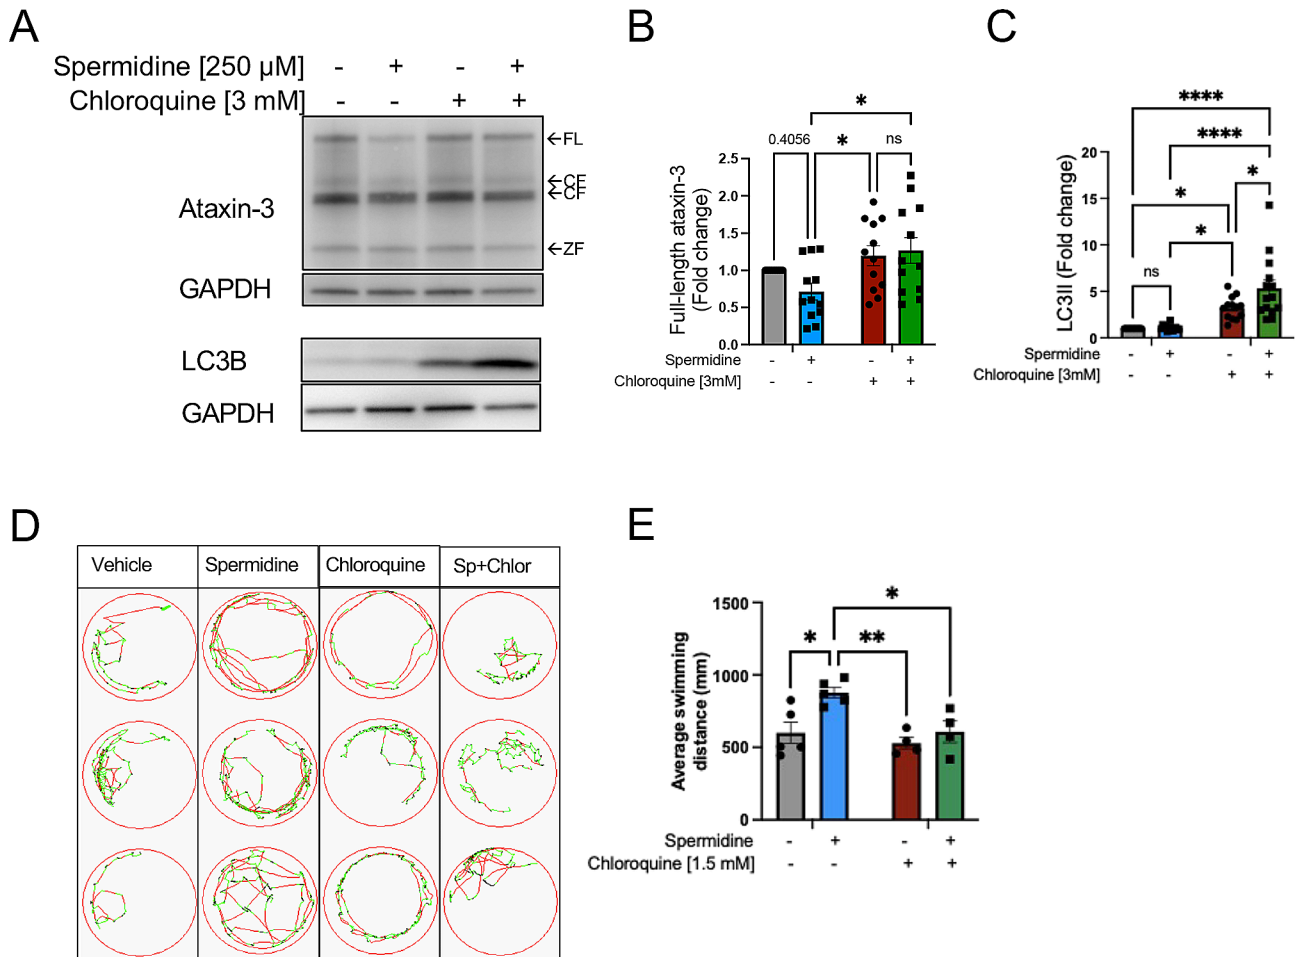 A
Spermidine [250 µM] - + - +
Chloroquine [3 mM] - - + +
Ataxin-3
←FL
←CF
←CF
←ZF
GAPDH
LC3B
GAPDH
B
*
0.4056 * ns
Full-length ataxin-3
(Fold change)
2.5
2.0
1.5
1.0
0.5
0.0
Spermidine - + - +
Chloroquine [3mM] - - + +
C
****
****
*
*
*
ns
LC3II (Fold change)
20
15
10
5
0
Spermidine - + - +
Chloroquine [3mM] - - + +
D
Vehicle Spermidine Chloroquine Sp+Chlor
E
*
* **
Average swimming
distance (mm)
1500
1000
500
0
Spermidine - + - +
Chloroquine [1.5 mM] - - + +